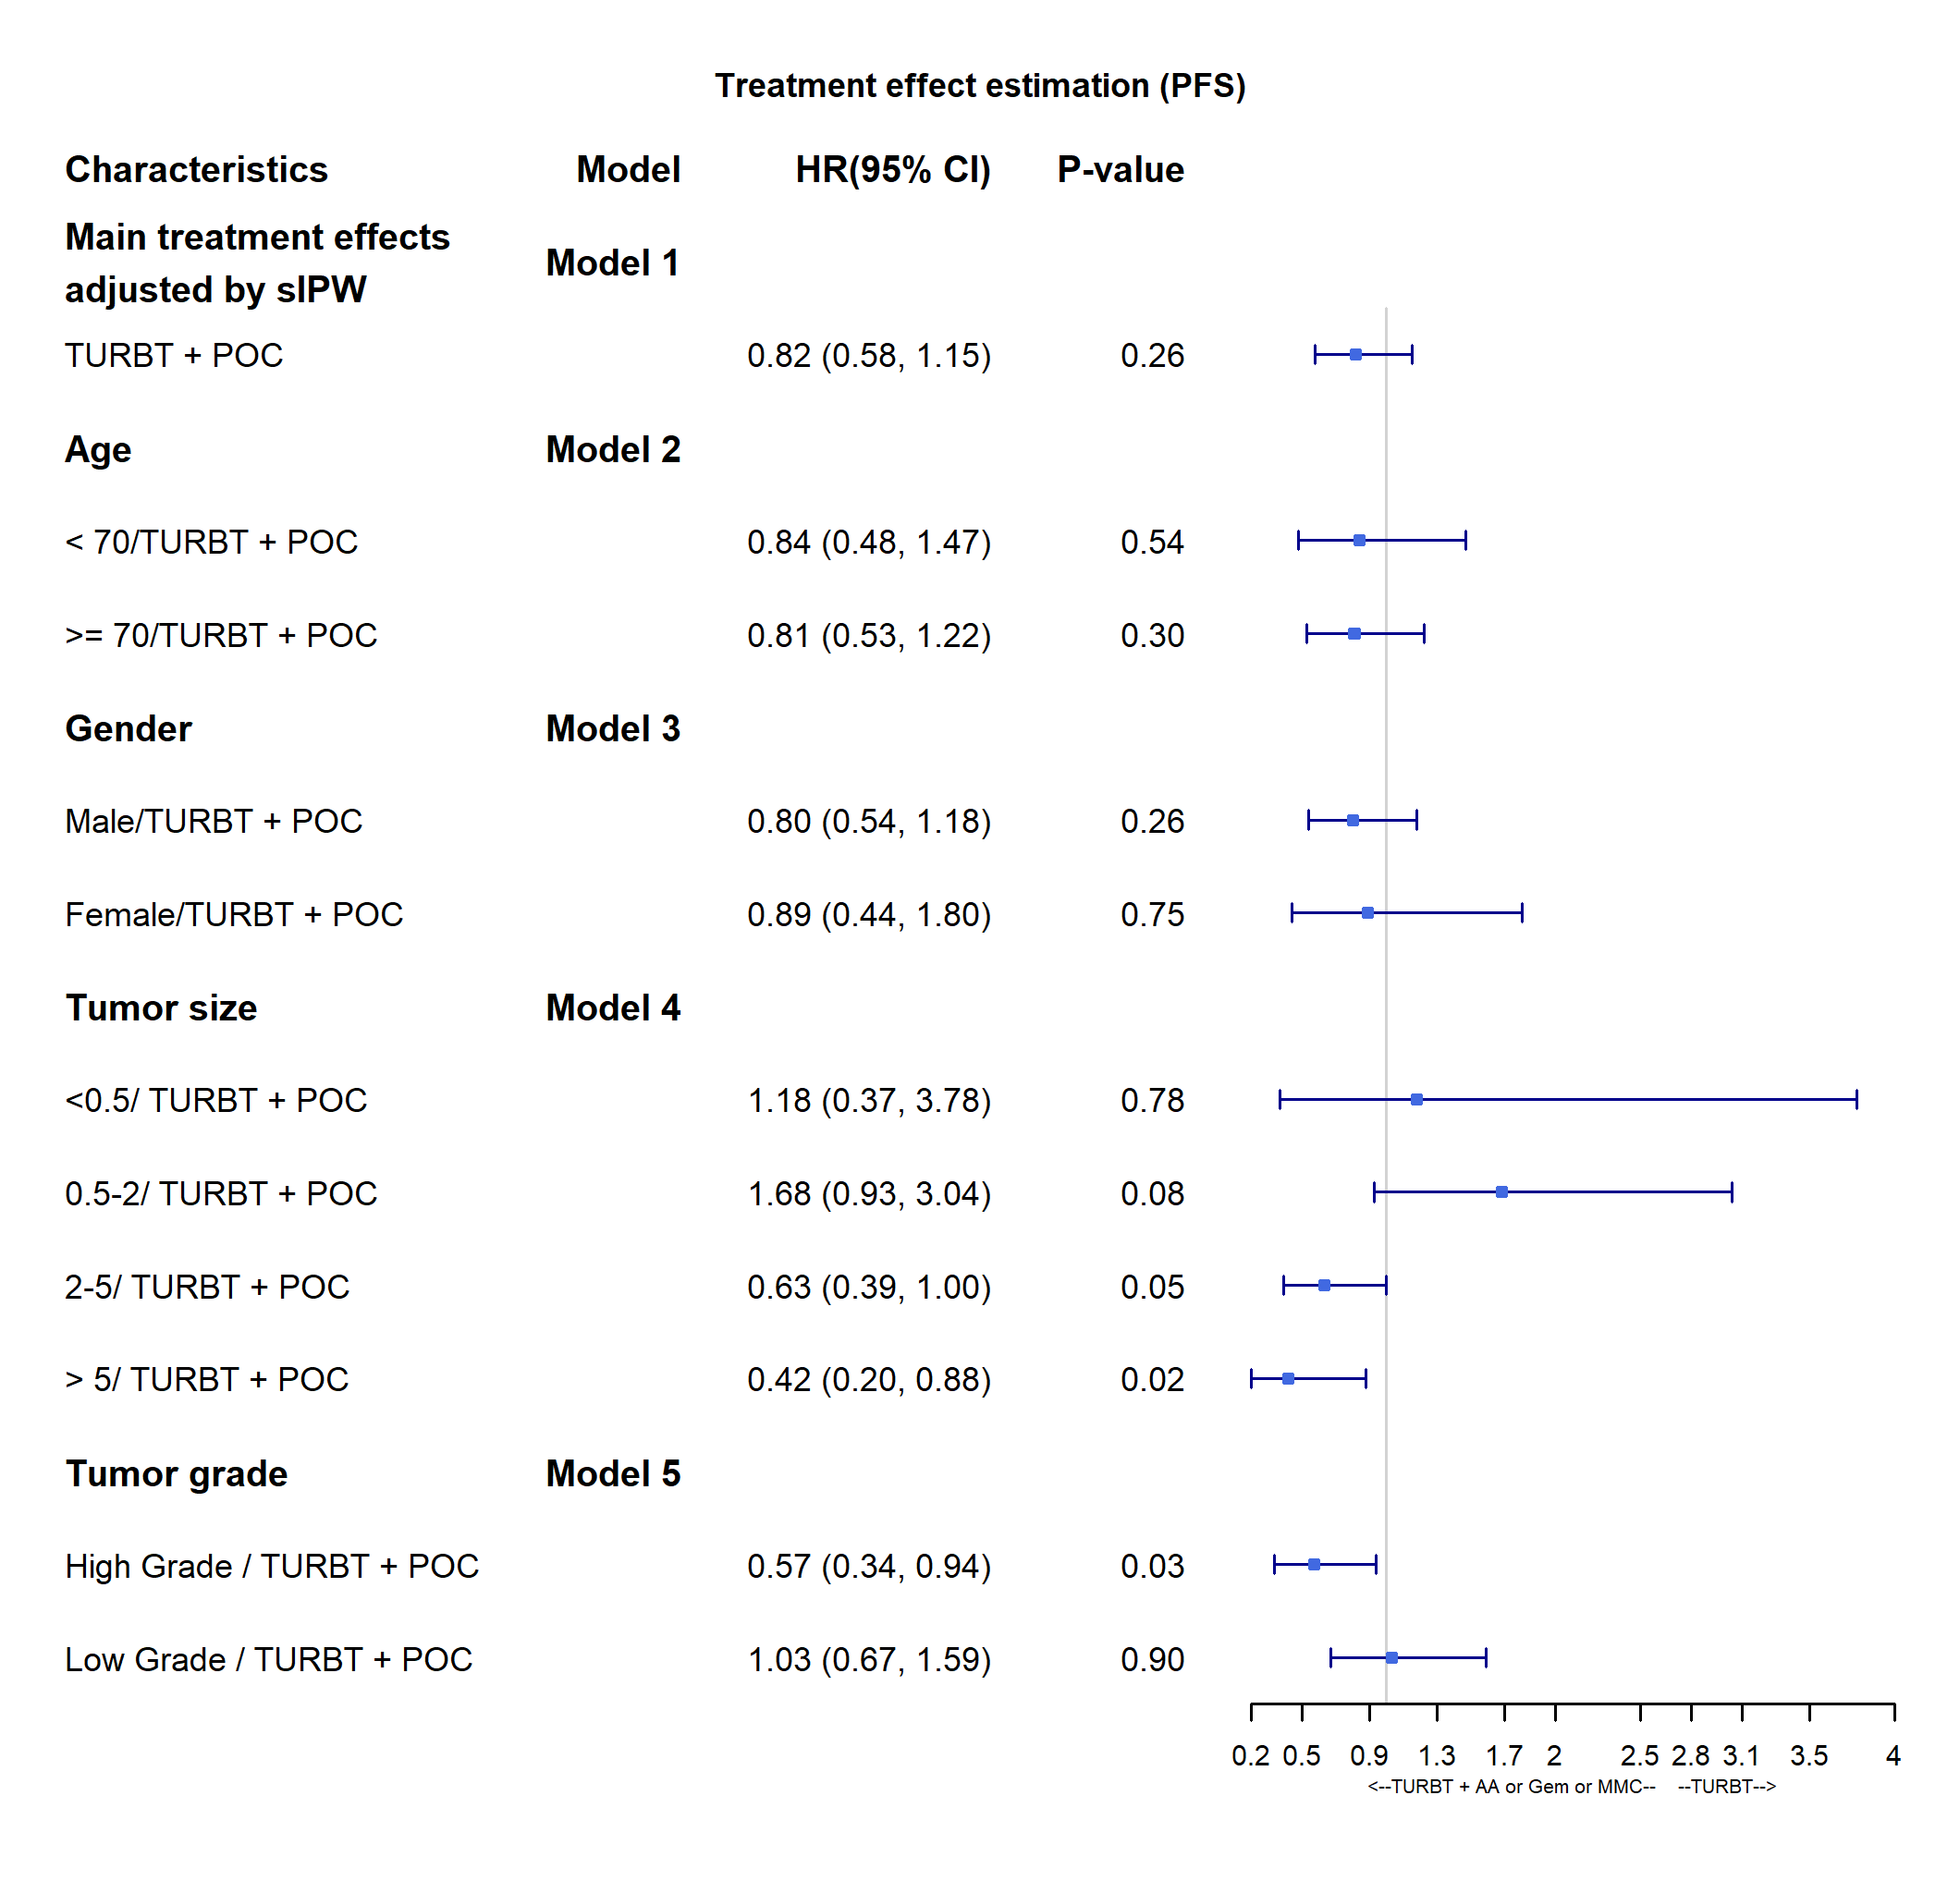 Treatment effect estimation (PFS)
Characteristics Model HR(95% CI) P-value
Main treatment effects
adjusted by sIPW Model 1
TURBT + POC 0.82 (0.58, 1.15) 0.26
Age Model 2
< 70/TURBT + POC 0.84 (0.48, 1.47) 0.54
>= 70/TURBT + POC 0.81 (0.53, 1.22) 0.30
Gender Model 3
Male/TURBT + POC 0.80 (0.54, 1.18) 0.26
Female/TURBT + POC 0.89 (0.44, 1.80) 0.75
Tumor size Model 4
<0.5/ TURBT + POC 1.18 (0.37, 3.78) 0.78
0.5-2/ TURBT + POC 1.68 (0.93, 3.04) 0.08
2-5/ TURBT + POC 0.63 (0.39, 1.00) 0.05
> 5/ TURBT + POC 0.42 (0.20, 0.88) 0.02
Tumor grade Model 5
High Grade / TURBT + POC 0.57 (0.34, 0.94) 0.03
Low Grade / TURBT + POC 1.03 (0.67, 1.59) 0.90
0.2 0.5 0.9 1.3 1.7 2 2.5 2.8 3.1 3.5 4
<--TURBT + AA or Gem or MMC-- --TURBT-->